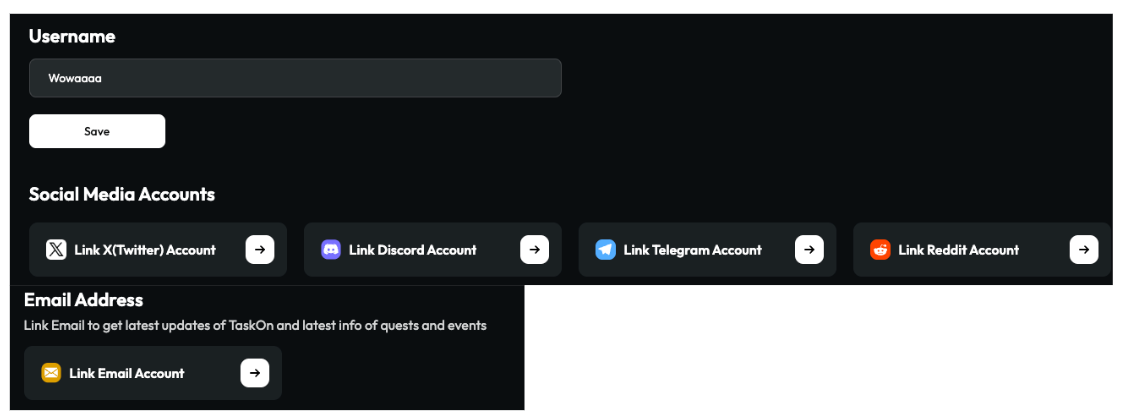 Username
Wowaaaa
Save
Social Media Accounts
Link X(Twitter) Account
Link Discord Account
Link Telegram Account
Link Reddit Account
Email Address
Link Email to get latest updates of TaskOn and latest info of quests and events
Link Email Account